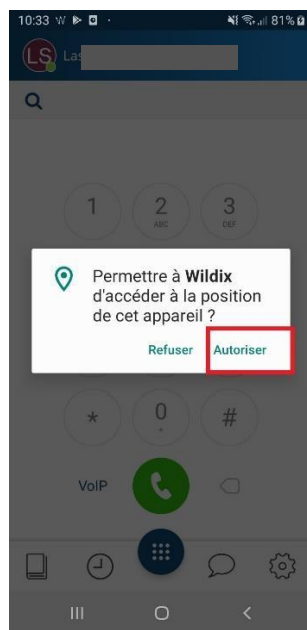 10:33
81%
LS Las
1
2
ABC
3
DEF
Permettre à Wildix
d'accéder à la position
de cet appareil ?
Refuser Autoriser
*
0
+
#
VoIP